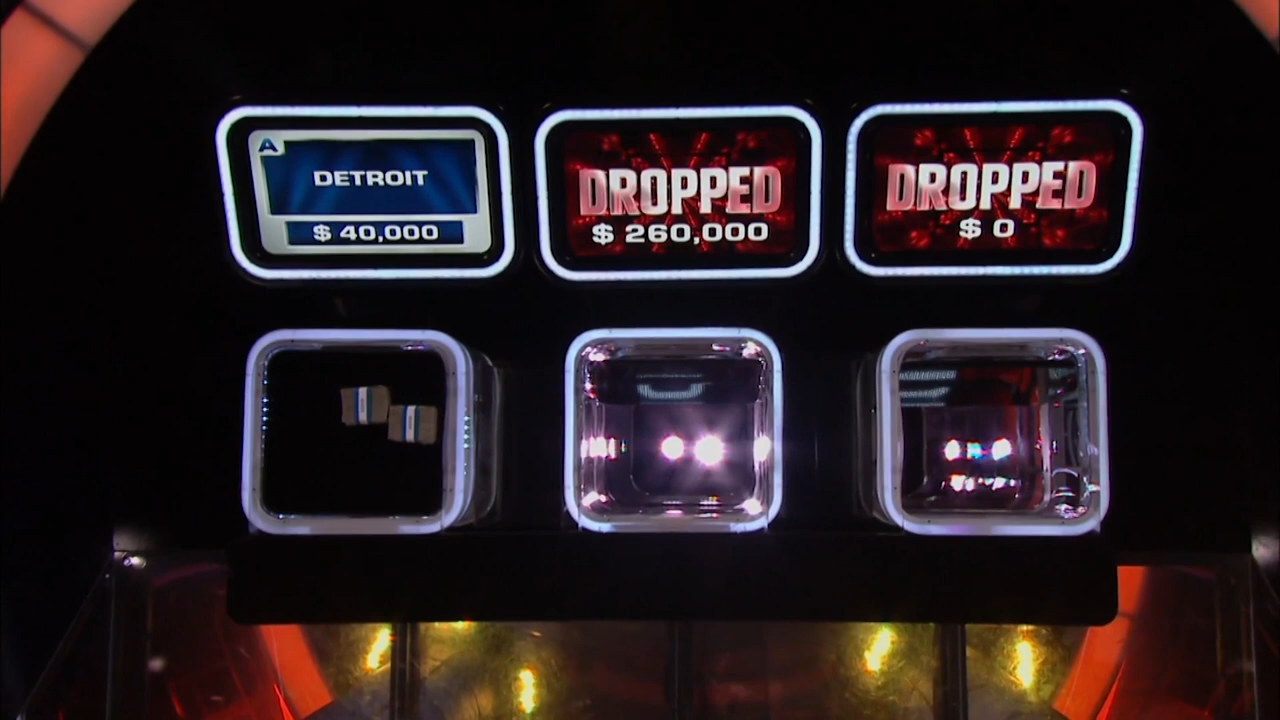 A
DETROIT
$ 40,000
DROPPED
$ 260,000
DROPPED
$ 0